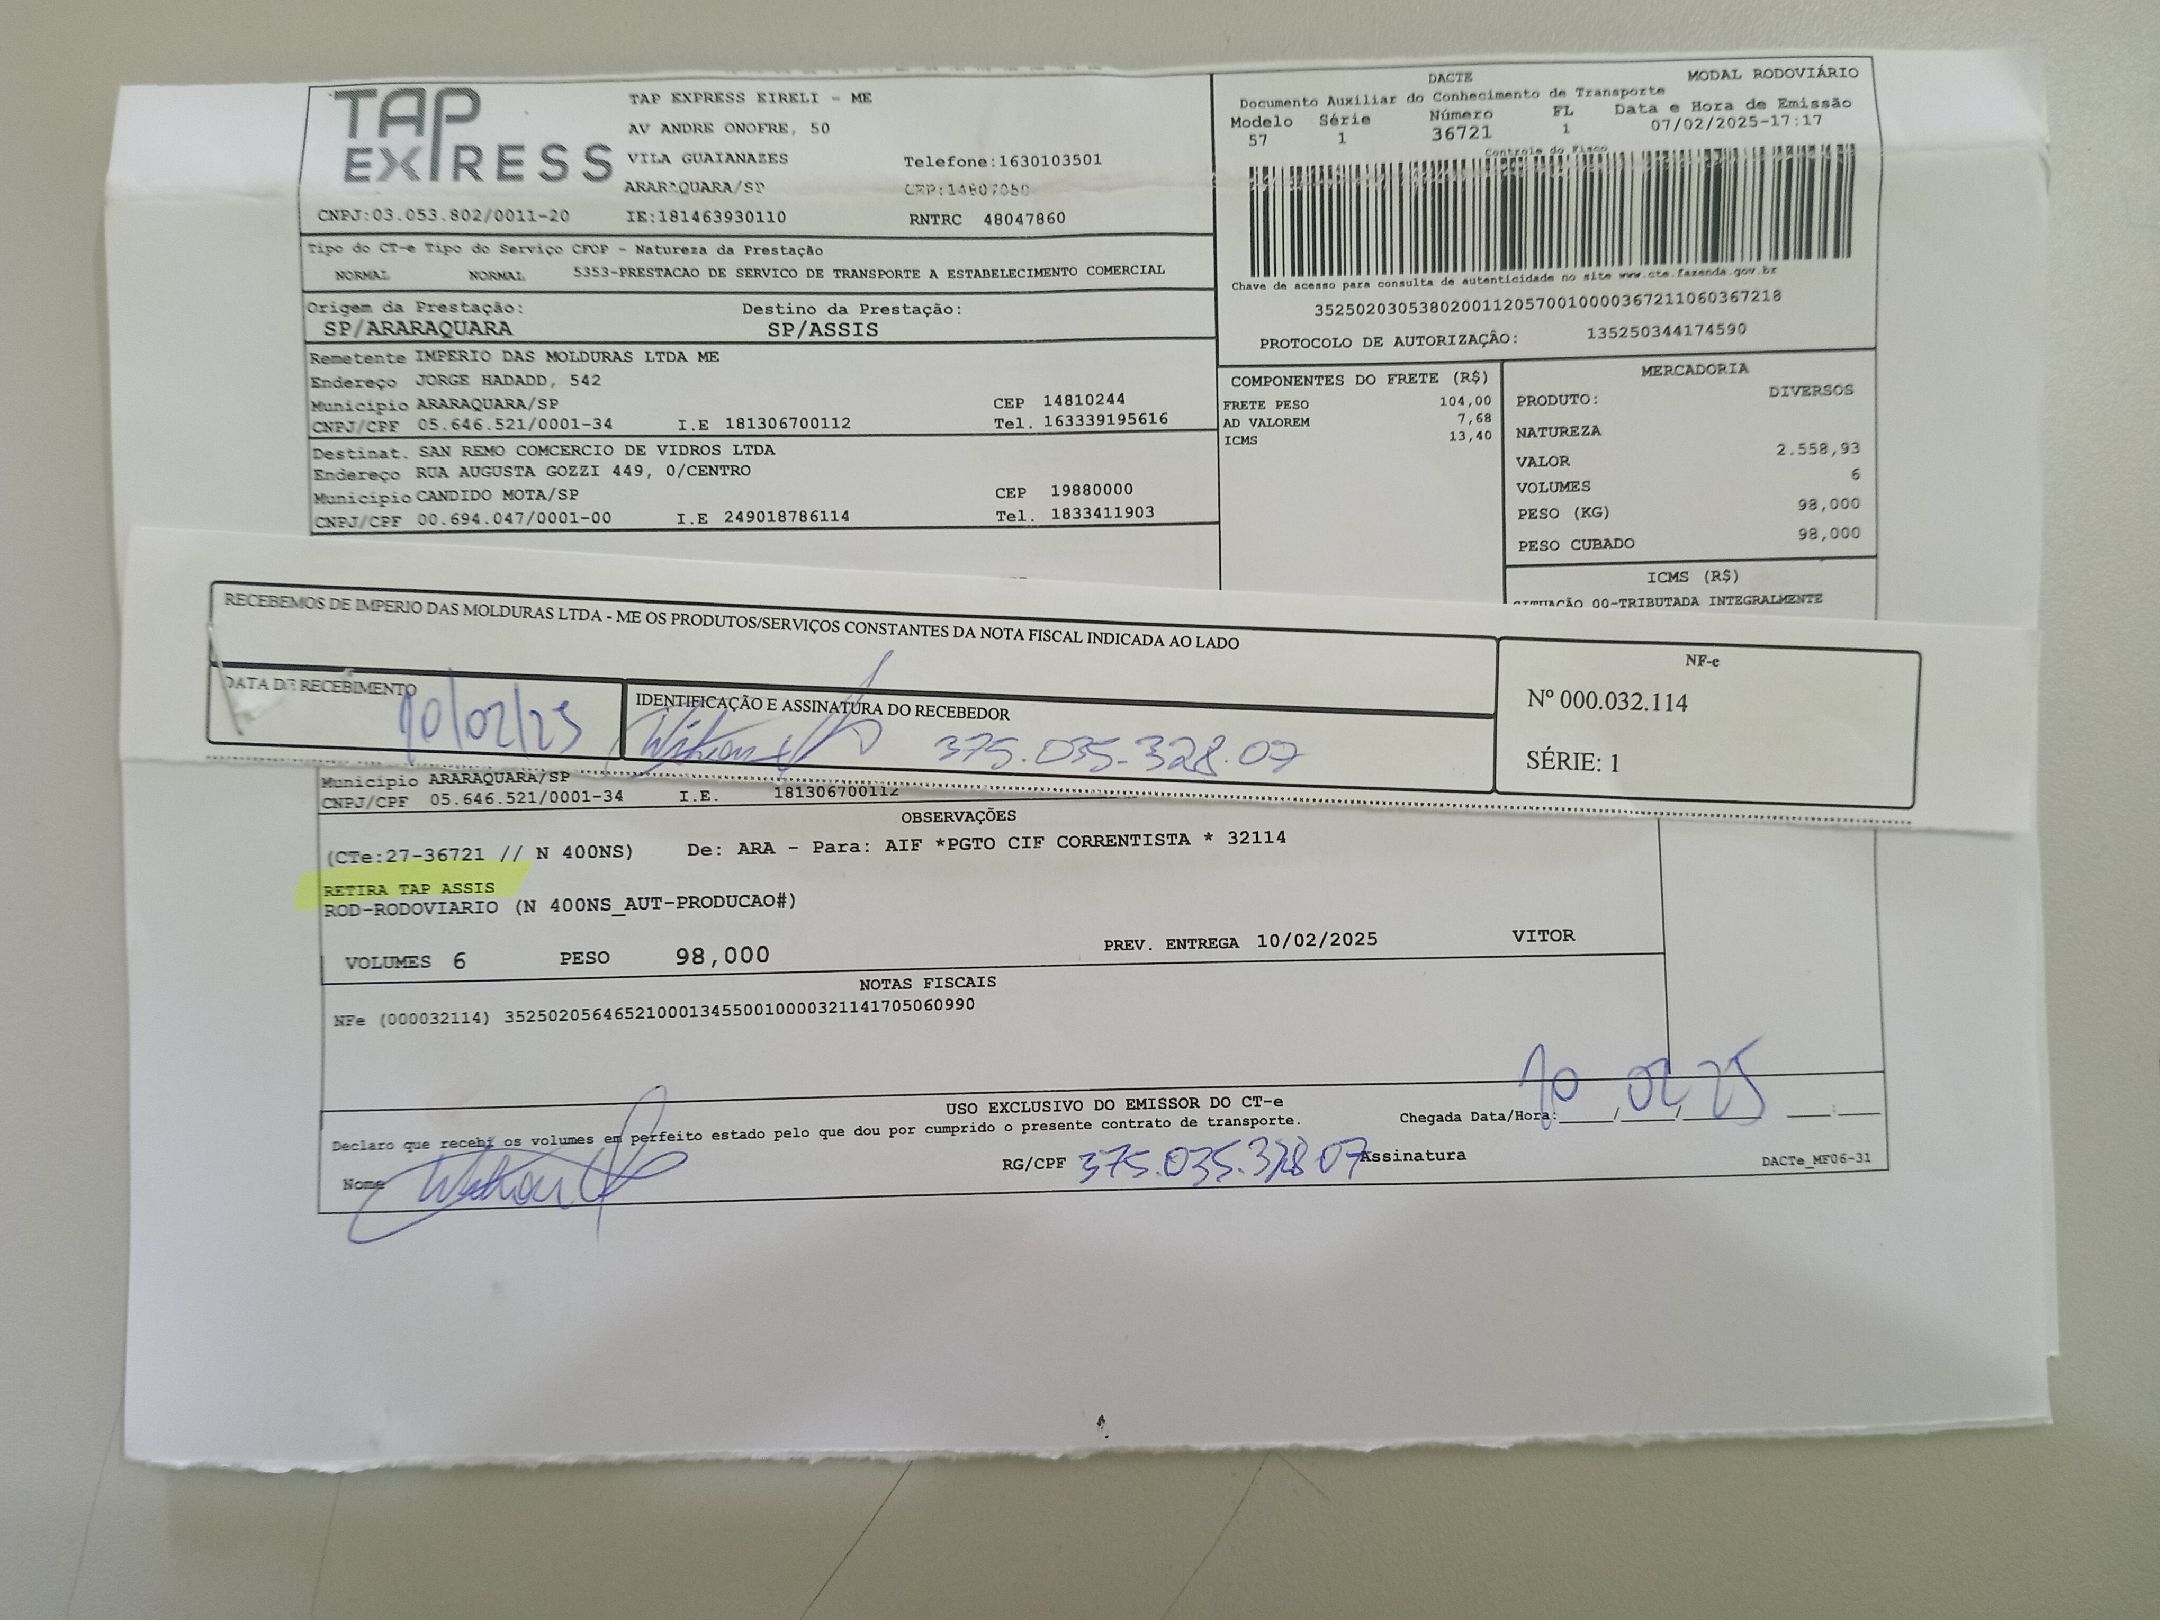 TAP EXPRESS
TAP EXPRESS EIRELI - ME
AV ANDRE ONOFRE, 50
VILA GUAIANAZES
Telefone:1630103501
ARARAQUARA/SP
CEP:14807050
CNPJ:03.053.802/0011-20 IE:181463930110 RNTRC 48047860
DACTE MODAL RODOVIÁRIO
Documento Auxiliar do Conhecimento de Transporte
Modelo Série Número FL Data e Hora de Emissão
57 1 36721 1 07/02/2025-17:17
Controle do Fisco
Chave de acesso para consulta de autenticidade no site www.cte.fazenda.gov.br
35250203053802001120570010000367211060367218
PROTOCOLO DE AUTORIZAÇÃO: 135250344174590
Tipo do CT-e Tipo do Serviço CFOP - Natureza da Prestação
NORMAL NORMAL 5353-PRESTACAO DE SERVICO DE TRANSPORTE A ESTABELECIMENTO COMERCIAL
Origem da Prestação: Destino da Prestação:
SP/ARARAQUARA SP/ASSIS
Remetente IMPERIO DAS MOLDURAS LTDA ME
Endereço JORGE HADADD, 542
Municipio ARARAQUARA/SP CEP 14810244
CNPJ/CPF 05.646.521/0001-34 I.E 181306700112 Tel. 163339195616
Destinat. SAN REMO COMCERCIO DE VIDROS LTDA
Endereço RUA AUGUSTA GOZZI 449, 0/CENTRO
Municipio CANDIDO MOTA/SP CEP 19880000
CNPJ/CPF 00.694.047/0001-00 I.E 249018786114 Tel. 1833411903
COMPONENTES DO FRETE (R$)
FRETE PESO 104,00
AD VALOREM 7,68
ICMS 13,40
MERCADORIA
PRODUTO: DIVERSOS
NATUREZA
VALOR 2.558,93
VOLUMES 6
PESO (KG) 98,000
PESO CUBADO 98,000
ICMS (R$)
SITUAÇÃO 00-TRIBUTADA INTEGRALMENTE
RECEBEMOS DE IMPERIO DAS MOLDURAS LTDA - ME OS PRODUTOS/SERVIÇOS CONSTANTES DA NOTA FISCAL INDICADA AO LADO
DATA DE RECEBIMENTO
10/02/25
IDENTIFICAÇÃO E ASSINATURA DO RECEBEDOR
375.035.328.07
NF-e
Nº 000.032.114
SÉRIE: 1
Municipio ARARAQUARA/SP
CNPJ/CPF 05.646.521/0001-34 I.E. 181306700112
OBSERVAÇÕES
(CTe:27-36721 // N 400NS) De: ARA - Para: AIF *PGTO CIF CORRENTISTA * 32114
RETIRA TAP ASSIS
ROD-RODOVIARIO (N 400NS_AUT-PRODUCAO#)
VOLUMES 6 PESO 98,000 PREV. ENTREGA 10/02/2025 VITOR
NOTAS FISCAIS
NFe (000032114) 35250205646521000134550010000321141705060990
USO EXCLUSIVO DO EMISSOR DO CT-e
Declaro que recebi os volumes em perfeito estado pelo que dou por cumprido o presente contrato de transporte.
Chegada Data/Hora: 10/02/25 __:__
Nome
RG/CPF 375.035.328 07 Assinatura
DACTe_MF06-31